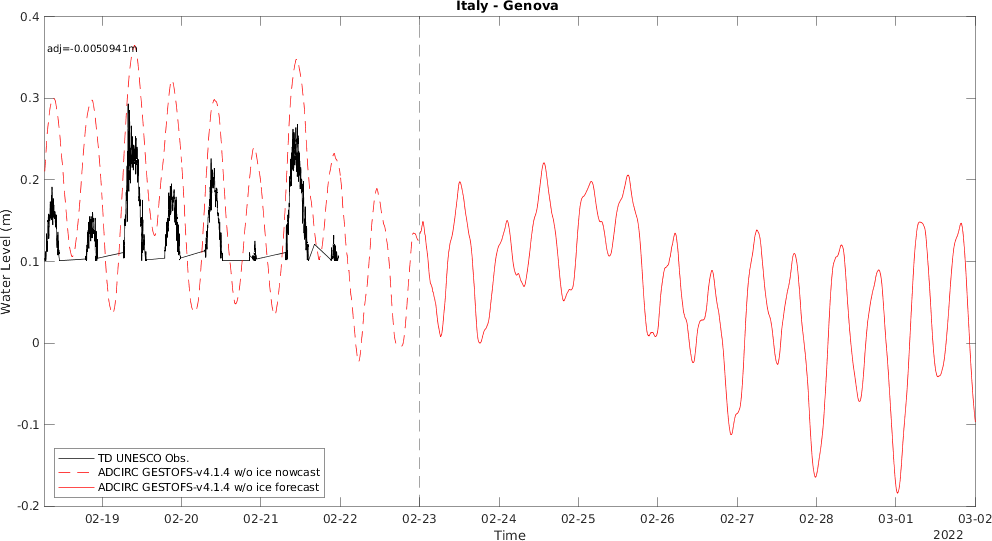 Italy - Genova
adj=-0.0050941m
Water Level (m)
0.4
0.3
0.2
0.1
0
-0.1
-0.2
TD UNESCO Obs.
ADCIRC GESTOFS-v4.1.4 w/o ice nowcast
ADCIRC GESTOFS-v4.1.4 w/o ice forecast
02-19 02-20 02-21 02-22 02-23 02-24 02-25 02-26 02-27 02-28 03-01 03-02
Time
2022